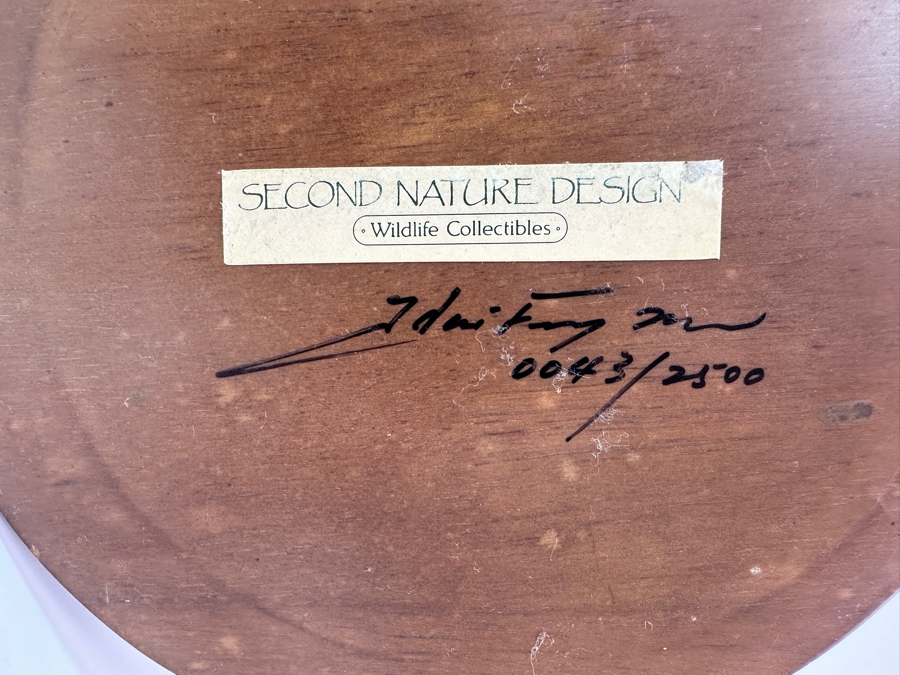 SECOND NATURE DESIGN
• Wildlife Collectibles •
0043/2500